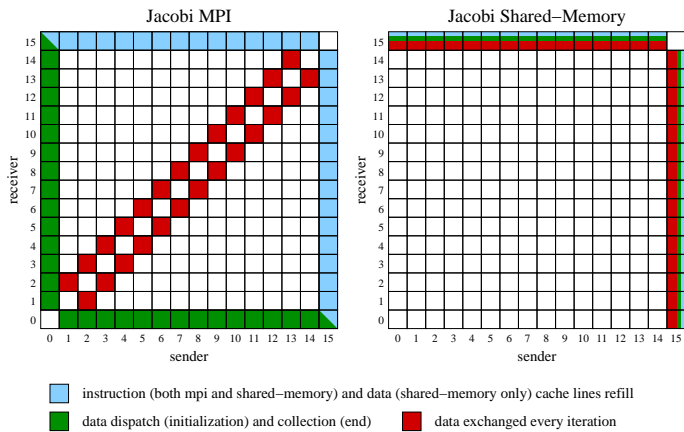 Jacobi MPI
Jacobi Shared−Memory
15
14
13
12
11
10
9
8
7
6
5
4
3
2
1
0
receiver
0 1 2 3 4 5 6 7 8 9 10 11 12 13 14 15
sender
15
14
13
12
11
10
9
8
7
6
5
4
3
2
1
0
receiver
0 1 2 3 4 5 6 7 8 9 10 11 12 13 14 15
sender
instruction (both mpi and shared−memory) and data (shared−memory only) cache lines refill
data dispatch (initialization) and collection (end)
data exchanged every iteration